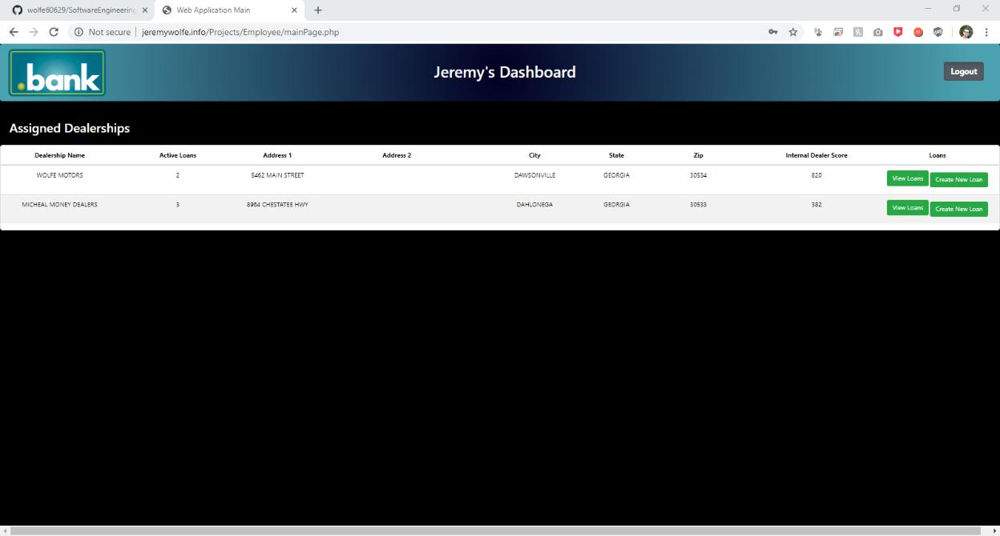 wolfe60629/SoftwareEngineering
Web Application Main
Not secure | jeremywolfe.info/Projects/Employee/mainPage.php
.bank
Jeremy's Dashboard
Logout
Assigned Dealerships
Dealership Name Active Loans Address 1 Address 2 City State Zip Internal Dealer Score Loans
WOLFE MOTORS 2 5462 MAIN STREET DAWSONVILLE GEORGIA 30534 820 View Loans Create New Loan
MICHEAL MONEY DEALERS 3 8964 CHESTATEE HWY DAHLONEGA GEORGIA 30533 382 View Loans Create New Loan